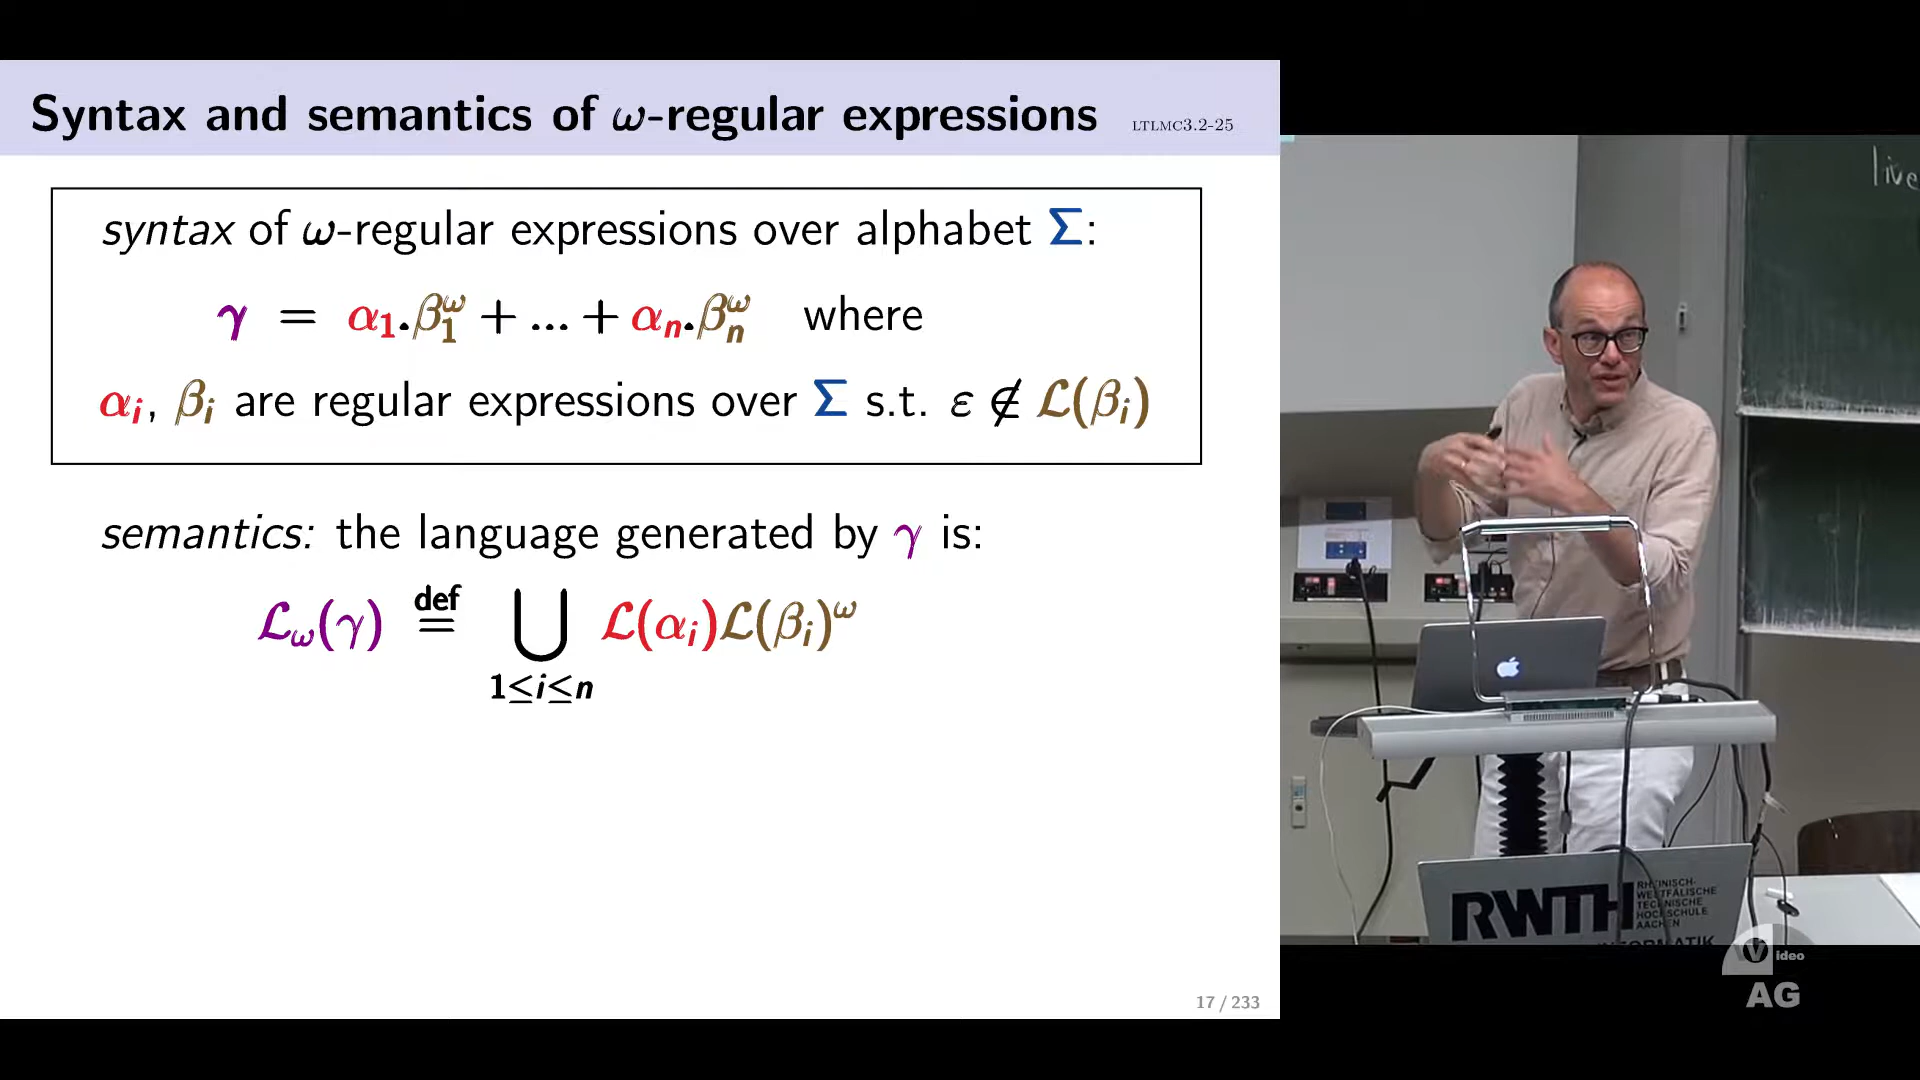 Syntax and semantics of ω-regular expressions LTLMC3.2-25
syntax of ω-regular expressions over alphabet Σ:
γ = α₁.β₁^ω + ... + αₙ.βₙ^ω where
αᵢ, βᵢ are regular expressions over Σ s.t. ε ∉ ℒ(βᵢ)
semantics: the language generated by γ is:
ℒ_ω(γ) def= ⋃ ℒ(αᵢ)ℒ(βᵢ)^ω
1≤i≤n
17 / 233
live
RWTH
RHEINISCH-
WESTFÄLISCHE
TECHNISCHE
HOCHSCHULE
AACHEN
INFORMATIK
Video
AG